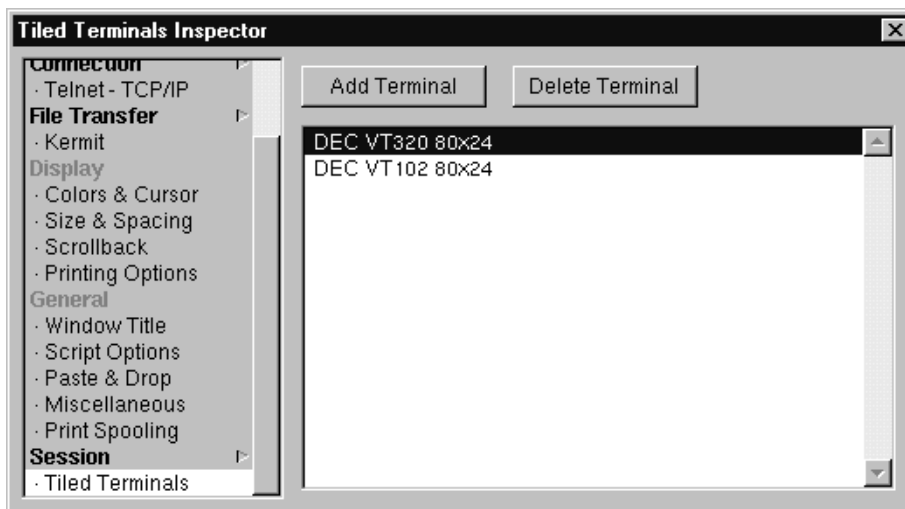 Tiled Terminals Inspector
Connection
· Telnet - TCP/IP
File Transfer
· Kermit
Display
· Colors & Cursor
· Size & Spacing
· Scrollback
· Printing Options
General
· Window Title
· Script Options
· Paste & Drop
· Miscellaneous
· Print Spooling
Session
· Tiled Terminals
Add Terminal
Delete Terminal
DEC VT320 80x24
DEC VT102 80x24